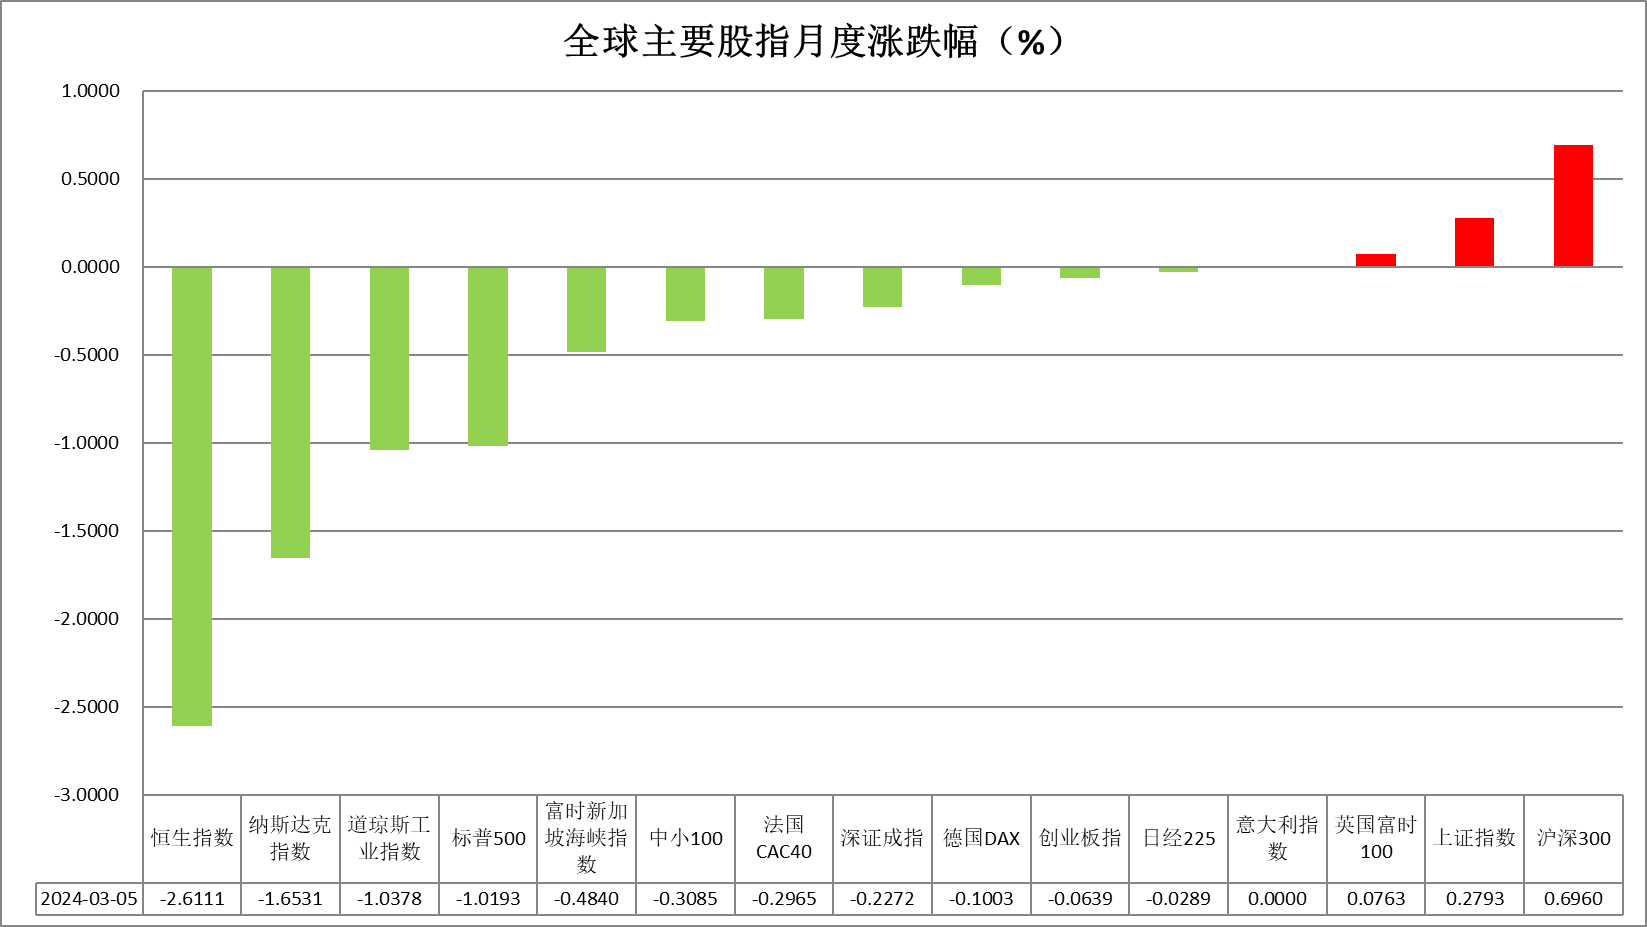 全球主要股指月度涨跌幅（%）
1.0000
0.5000
0.0000
-0.5000
-1.0000
-1.5000
-2.0000
-2.5000
-3.0000
恒生指数
纳斯达克
指数
道琼斯工
业指数
标普500
富时新加
坡海峡指
数
中小100
法国
CAC40
深证成指
德国DAX
创业板指
日经225
意大利指
数
英国富时
100
上证指数
沪深300
2024-03-05 -2.6111 -1.6531 -1.0378 -1.0193 -0.4840 -0.3085 -0.2965 -0.2272 -0.1003 -0.0639 -0.0289 0.0000 0.0763 0.2793 0.6960